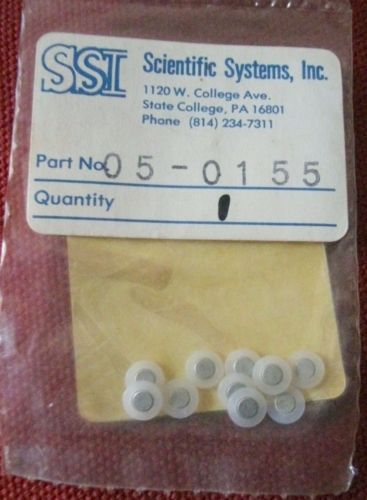 SSI Scientific Systems, Inc.
1120 W. College Ave.
State College, PA 16801
Phone (814) 234-7311
Part No. 05-0155
Quantity 1